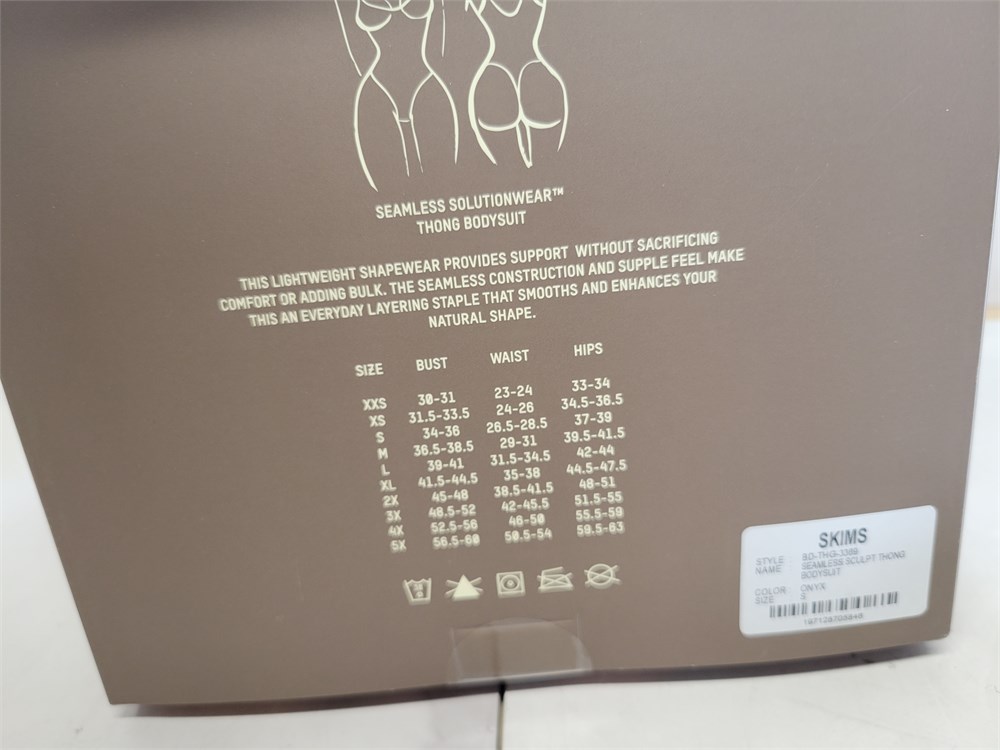 SEAMLESS SOLUTIONWEAR™
THONG BODYSUIT
THIS LIGHTWEIGHT SHAPEWEAR PROVIDES SUPPORT WITHOUT SACRIFICING
COMFORT OR ADDING BULK. THE SEAMLESS CONSTRUCTION AND SUPPLE FEEL MAKE
THIS AN EVERYDAY LAYERING STAPLE THAT SMOOTHS AND ENHANCES YOUR
NATURAL SHAPE.
SIZE BUST WAIST HIPS
XXS 30-31 23-24 33-34
XS 31.5-33.5 24-26 34.5-36.5
S 34-36 26.5-28.5 37-39
M 36.5-38.5 29-31 39.5-41.5
L 39-41 31.5-34.5 42-44
XL 41.5-44.5 35-38 44.5-47.5
2X 45-48 38.5-41.5 48-51
3X 48.5-52 42-45.5 51.5-55
4X 52.5-56 46-50 55.5-59
5X 56.5-60 50.5-54 59.5-63
SKIMS
STYLE BD-THG-3389
NAME SEAMLESS SCULPT THONG
BODYSUIT
COLOR: ONYX
SIZE S